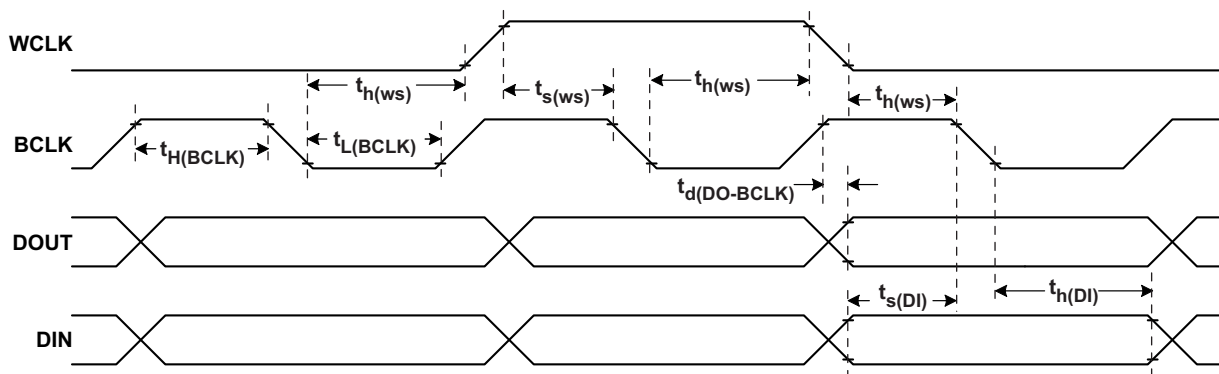 WCLK
t_h(ws) t_s(ws) t_h(ws) t_h(ws)
BCLK
t_H(BCLK) t_L(BCLK)
t_d(DO-BCLK)
DOUT
t_s(DI) t_h(DI)
DIN